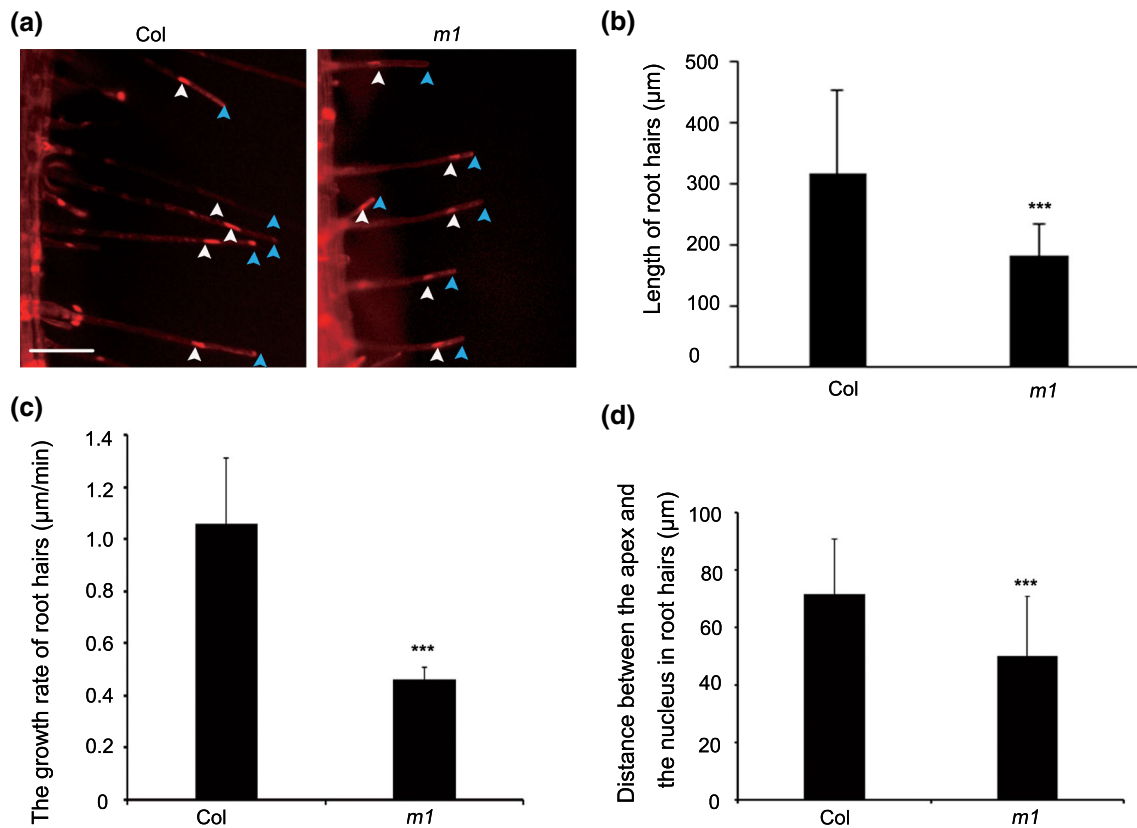 (a)
Col
m1
(b)
Length of root hairs (µm)
500
400
300
200
100
0
***
Col
m1
(c)
The growth rate of root hairs (µm/min)
1.4
1.2
1.0
0.8
0.6
0.4
0.2
0
***
Col
m1
(d)
Distance between the apex and
the nucleus in root hairs (µm)
100
80
60
40
20
0
***
Col
m1